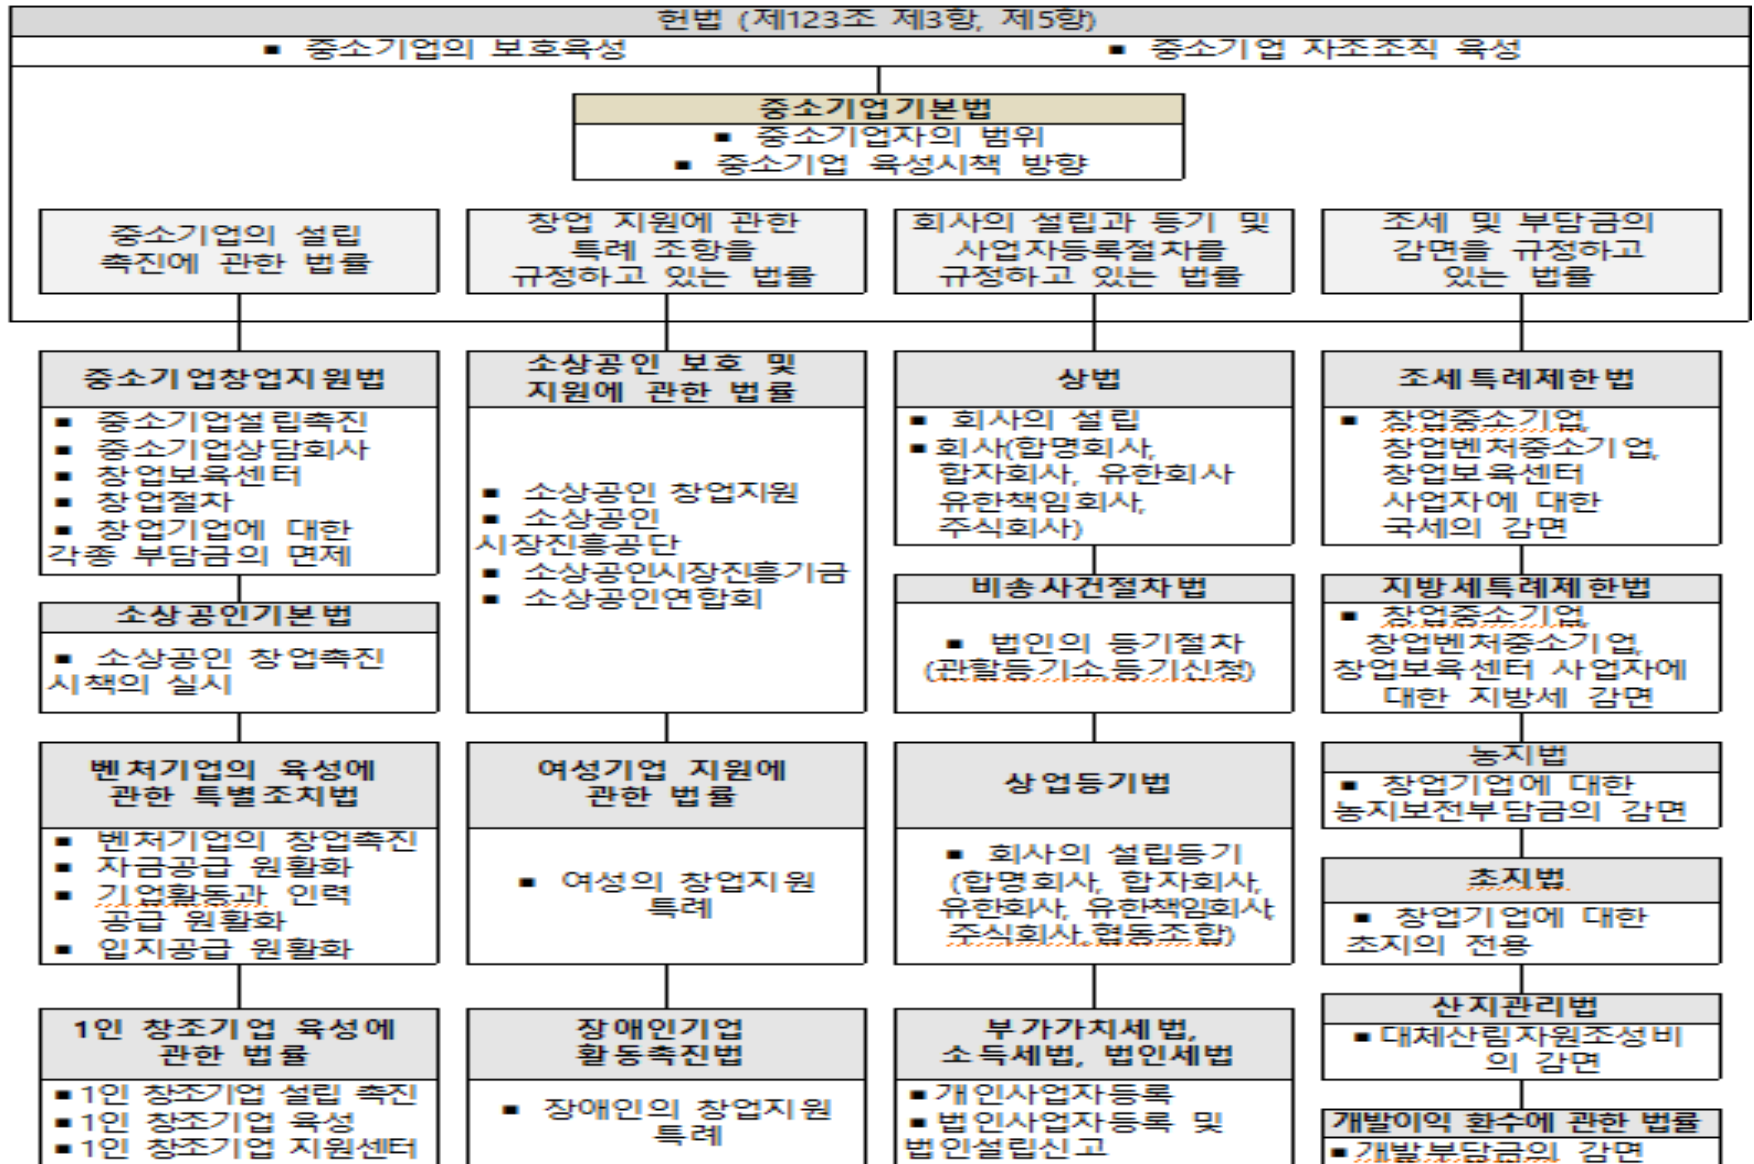 헌법 (제123조 제3항, 제5항)
▪ 중소기업의 보호육성
▪ 중소기업 자조조직 육성
중소기업기본법
▪ 중소기업자의 범위
▪ 중소기업 육성시책 방향
중소기업의 설립
촉진에 관한 법률
창업 지원에 관한
특례 조항을
규정하고 있는 법률
회사의 설립과 등기 및
사업자등록절차를
규정하고 있는 법률
조세 및 부담금의
감면을 규정하고
있는 법률
중소기업창업지원법
▪ 중소기업설립촉진
▪ 중소기업상담회사
▪ 창업보육센터
▪ 창업절차
▪ 창업기업에 대한
각종 부담금의 면제
소상공인기본법
▪ 소상공인 창업촉진
시책의 실시
벤처기업의 육성에
관한 특별조치법
▪ 벤처기업의 창업촉진
▪ 자금공급 원활화
▪ 기업활동과 인력
공급 원활화
▪ 입지공급 원활화
1인 창조기업 육성에
관한 법률
▪ 1인 창조기업 설립 촉진
▪ 1인 창조기업 육성
▪ 1인 창조기업 지원센터
소상공인 보호 및
지원에 관한 법률
▪ 소상공인 창업지원
▪ 소상공인
시장진흥공단
▪ 소상공인시장진흥기금
▪ 소상공인연합회
여성기업 지원에
관한 법률
▪ 여성의 창업지원
특례
장애인기업
활동촉진법
▪ 장애인의 창업지원
특례
상법
▪ 회사의 설립
▪ 회사(합명회사,
합자회사, 유한회사
유한책임회사,
주식회사)
비송사건절차법
▪ 법인의 등기절차
(관할등기소,등기신청)
상업등기법
▪ 회사의 설립등기
(합명회사, 합자회사,
유한회사, 유한책임회사,
주식회사,협동조합)
부가가치세법,
소득세법, 법인세법
▪ 개인사업자등록
▪ 법인사업자등록 및
법인설립신고
조세특례제한법
▪ 창업중소기업,
창업벤처중소기업,
창업보육센터
사업자에 대한
국세의 감면
지방세특례제한법
▪ 창업중소기업,
창업벤처중소기업,
창업보육센터 사업자에
대한 지방세 감면
농지법
▪ 창업기업에 대한
농지보전부담금의 감면
초지법
▪ 창업기업에 대한
초지의 전용
산지관리법
▪ 대체산림자원조성비
의 감면
개발이익 환수에 관한 법률
▪ 개발부담금의 감면